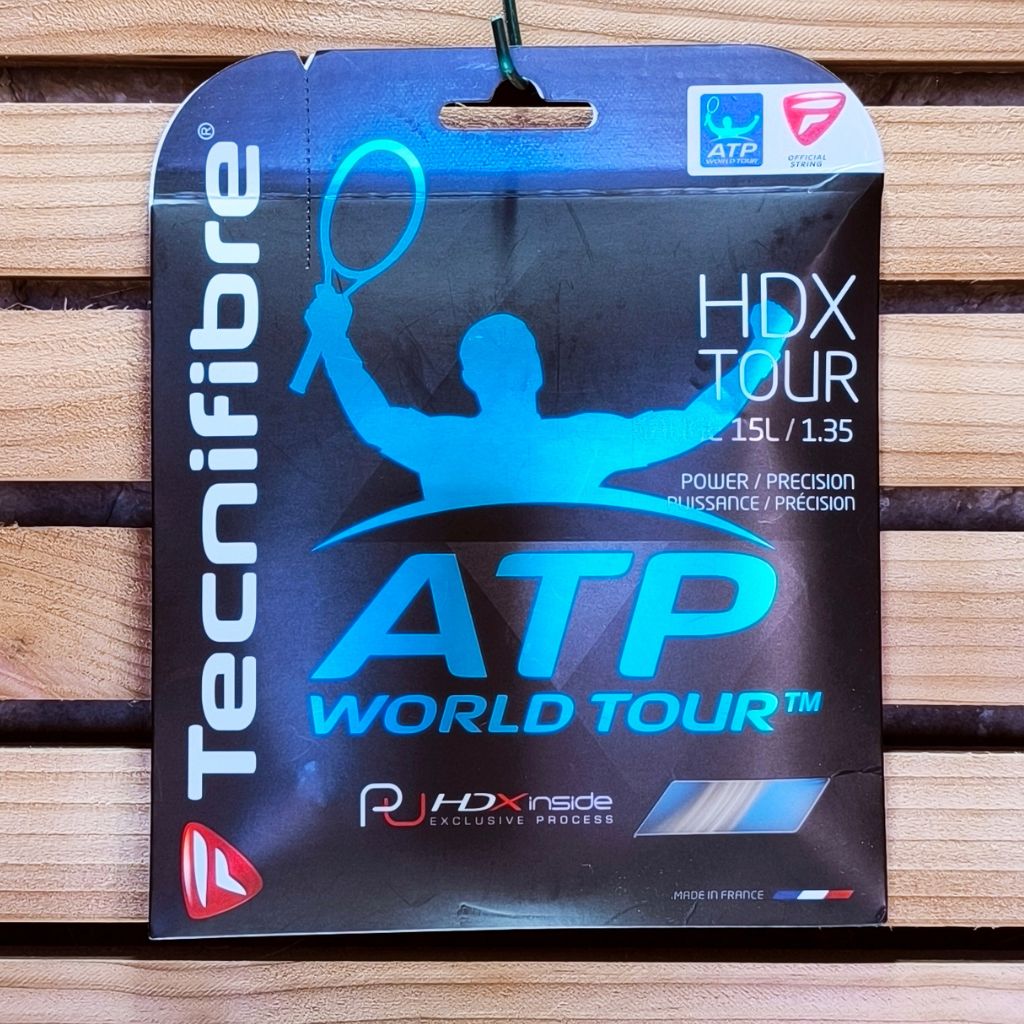 Tecnifibre®
ATP
WORLD TOUR
OFFICIAL
STRING
HDX
TOUR
15L / 1.35
POWER / PRECISION
PUISSANCE / PRÉCISION
ATP
WORLD TOUR™
PU HDX inside
EXCLUSIVE PROCESS
.MADE IN FRANCE